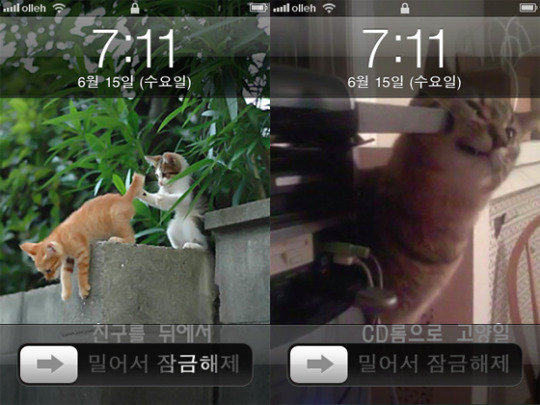 olleh
7:11
6월 15일 (수요일)
친구를 뒤에서
밀어서 잠금해제
olleh
7:11
6월 15일 (수요일)
CD롬으로 고양일
밀어서 잠금해제